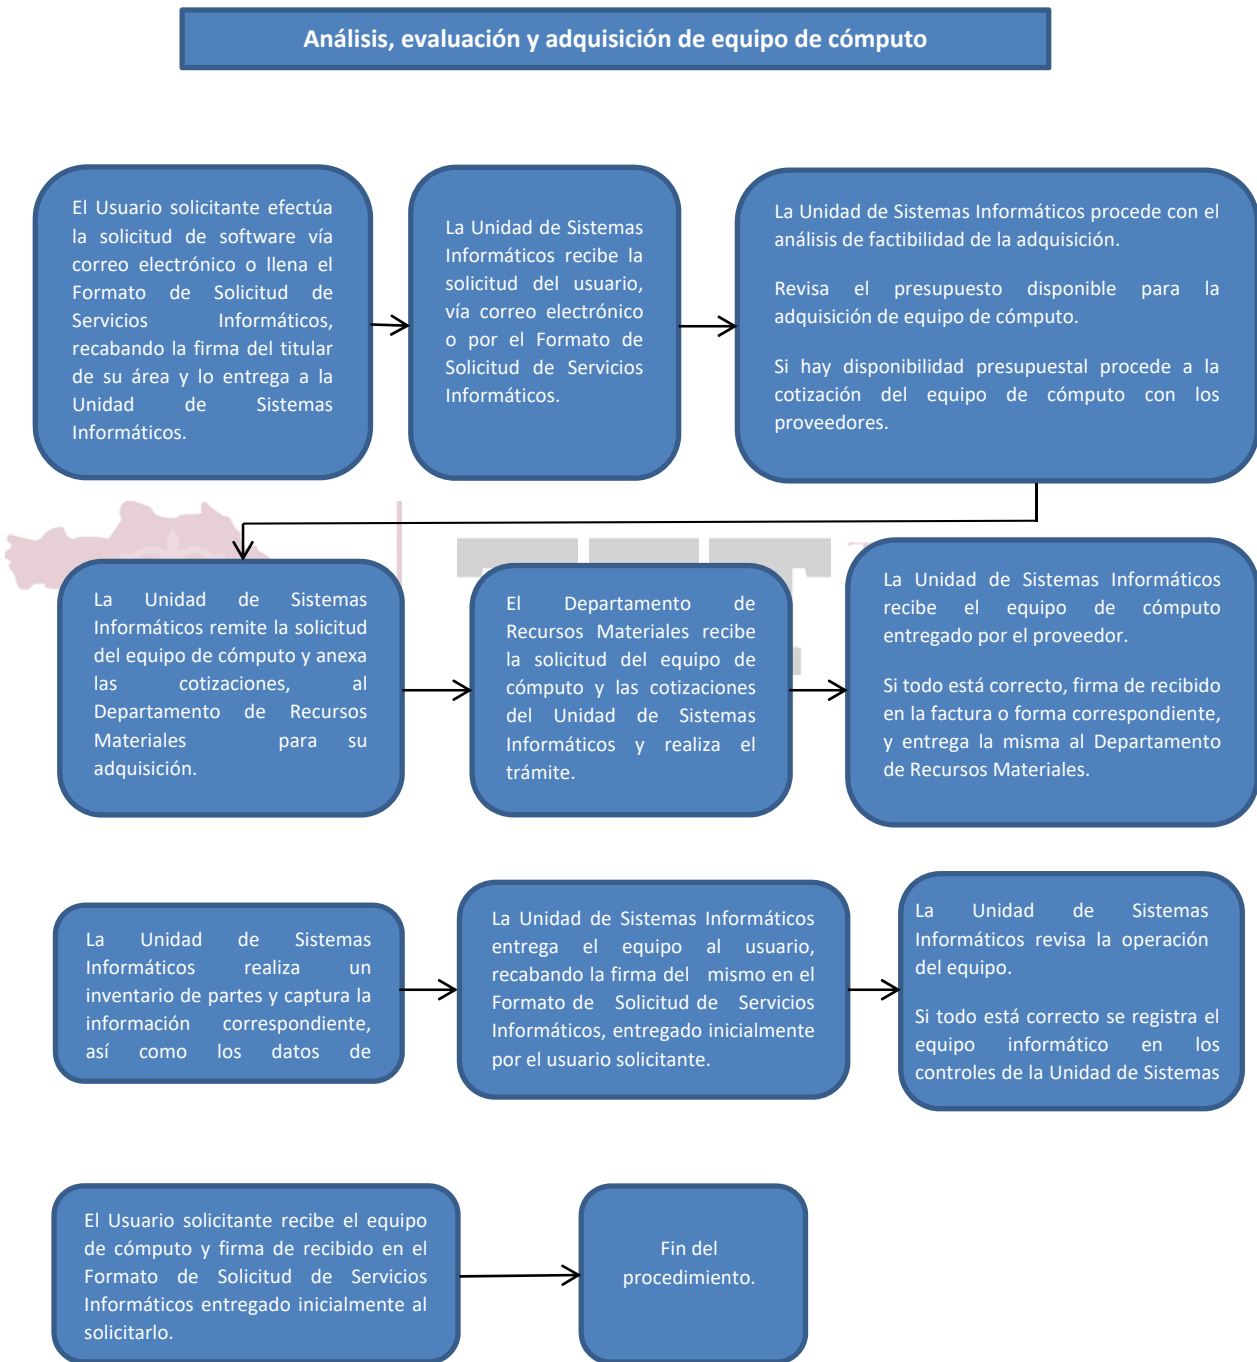 Análisis, evaluación y adquisición de equipo de cómputo
El Usuario solicitante efectúa
la solicitud de software vía
correo electrónico o llena el
Formato de Solicitud de
Servicios Informáticos,
recabando la firma del titular
de su área y lo entrega a la
Unidad de Sistemas
Informáticos.
La Unidad de Sistemas
Informáticos recibe la
solicitud del usuario,
vía correo electrónico
o por el Formato de
Solicitud de Servicios
Informáticos.
La Unidad de Sistemas Informáticos procede con el
análisis de factibilidad de la adquisición.
Revisa el presupuesto disponible para la
adquisición de equipo de cómputo.
Si hay disponibilidad presupuestal procede a la
cotización del equipo de cómputo con los
proveedores.
La Unidad de Sistemas
Informáticos remite la solicitud
del equipo de cómputo y anexa
las cotizaciones, al
Departamento de Recursos
Materiales para su
adquisición.
El Departamento de
Recursos Materiales recibe
la solicitud del equipo de
cómputo y las cotizaciones
del Unidad de Sistemas
Informáticos y realiza el
trámite.
La Unidad de Sistemas Informáticos
recibe el equipo de cómputo
entregado por el proveedor.
Si todo está correcto, firma de recibido
en la factura o forma correspondiente,
y entrega la misma al Departamento
de Recursos Materiales.
La Unidad de Sistemas
Informáticos realiza un
inventario de partes y captura la
información correspondiente,
así como los datos de
La Unidad de Sistemas Informáticos
entrega el equipo al usuario,
recabando la firma del mismo en el
Formato de Solicitud de Servicios
Informáticos, entregado inicialmente
por el usuario solicitante.
La Unidad de Sistemas
Informáticos revisa la operación
del equipo.
Si todo está correcto se registra el
equipo informático en los
controles de la Unidad de Sistemas
El Usuario solicitante recibe el equipo
de cómputo y firma de recibido en el
Formato de Solicitud de Servicios
Informáticos entregado inicialmente al
solicitarlo.
Fin del
procedimiento.